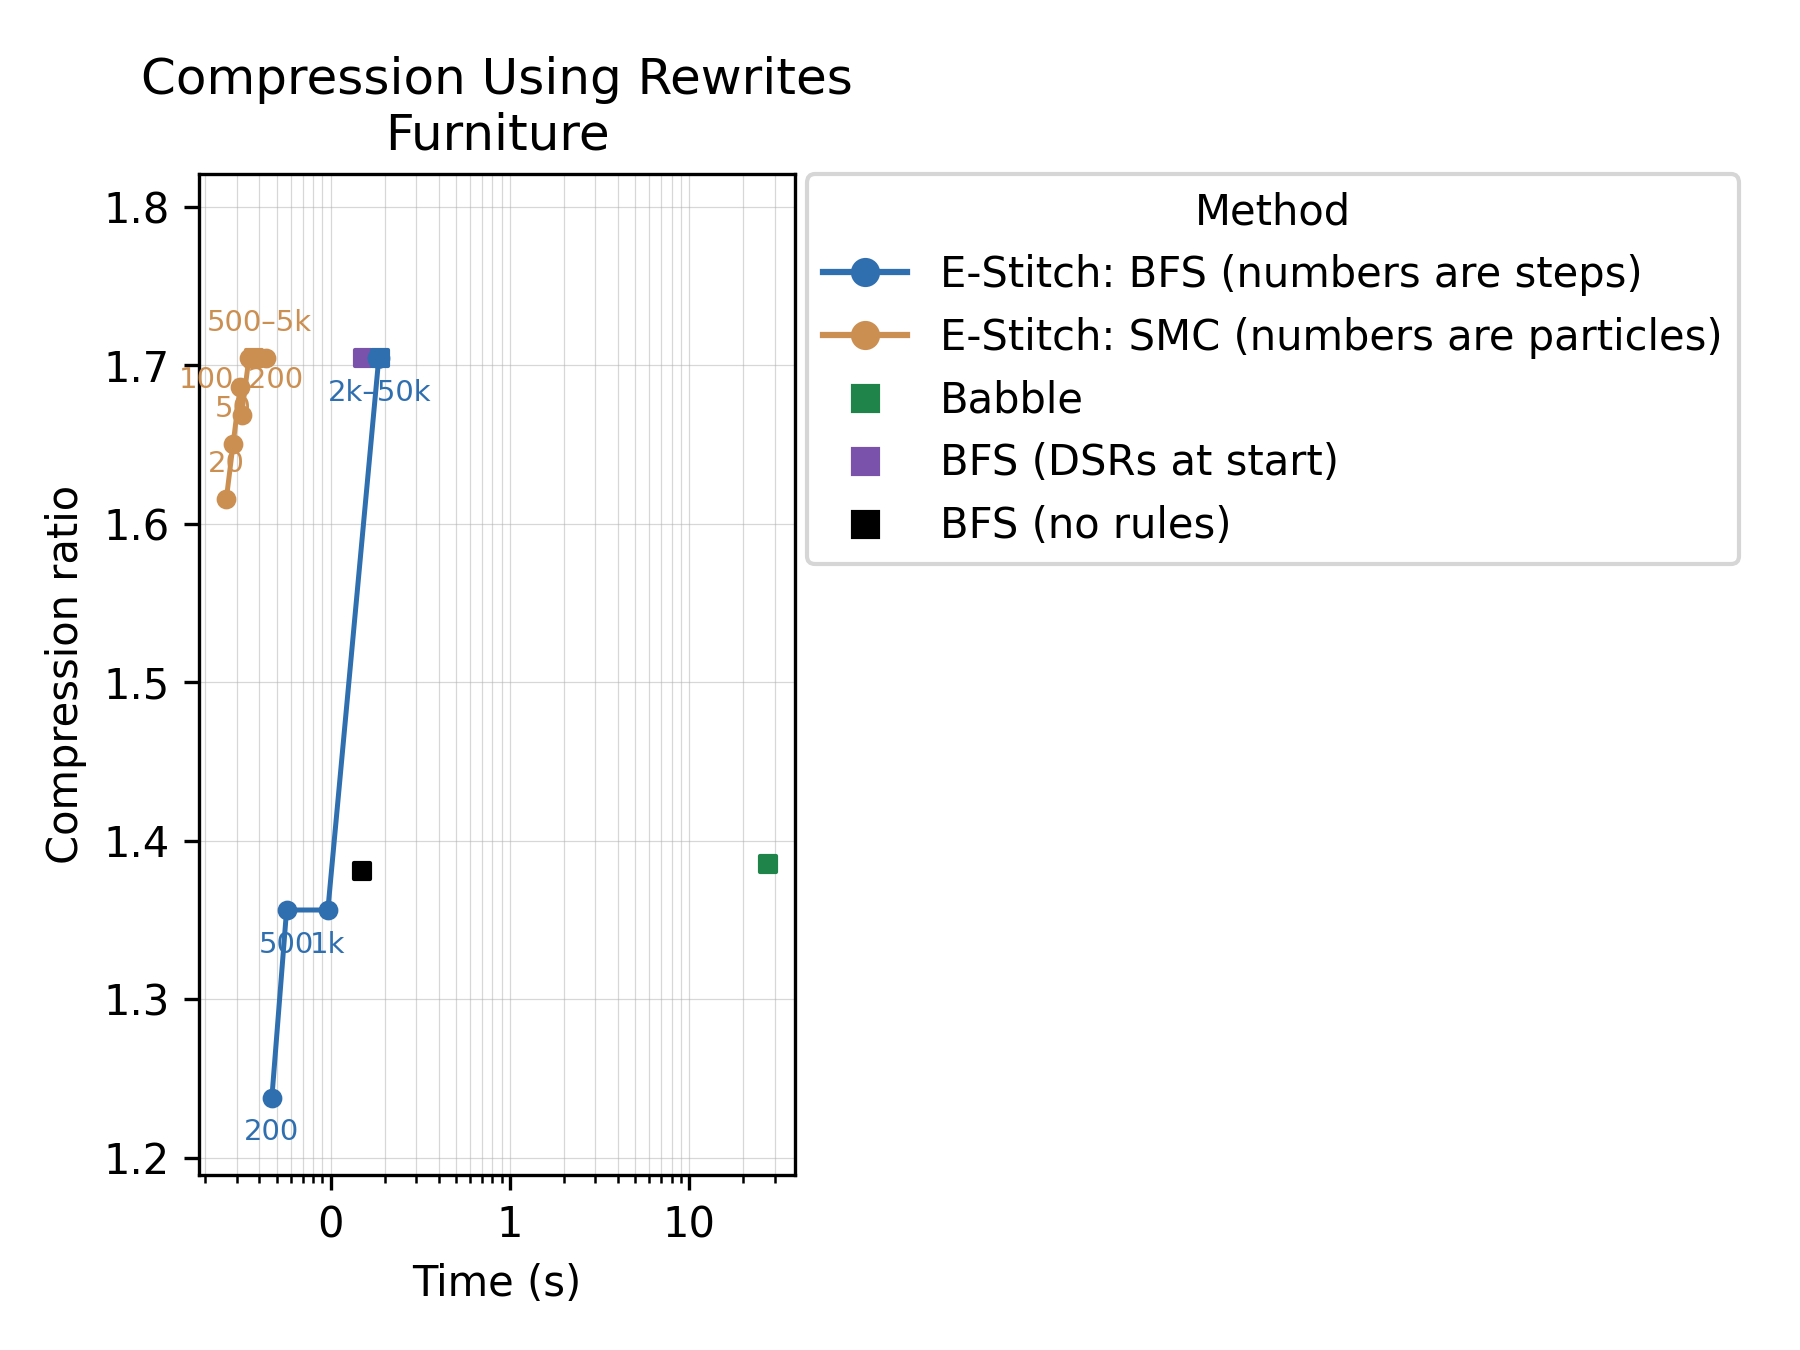 Compression Using Rewrites
Furniture
1.8
1.7
1.6
1.5
1.4
1.3
1.2
Compression ratio
500–5k
100 200
50
20
2k–50k
500 1k
200
0 1 10
Time (s)
Method
E-Stitch: BFS (numbers are steps)
E-Stitch: SMC (numbers are particles)
Babble
BFS (DSRs at start)
BFS (no rules)